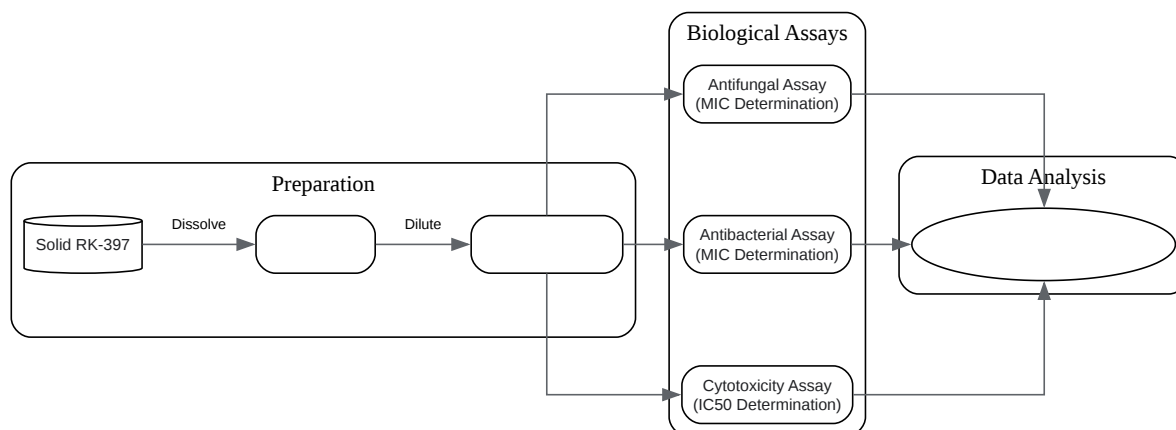 Biological Assays
Antifungal Assay
(MIC Determination)
Preparation
Data Analysis
Dissolve
Dilute
Solid RK-397
Antibacterial Assay
(MIC Determination)
Cytotoxicity Assay
(IC50 Determination)